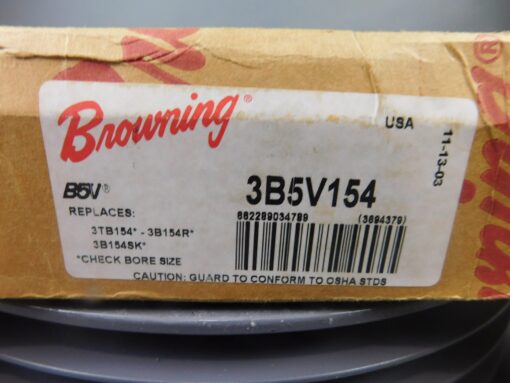 Browning®
USA
11-13-03
B5V®
3B5V154
REPLACES:
3TB154* - 3B154R*
3B154SK*
*CHECK BORE SIZE
662289034789 (3694379)
CAUTION: GUARD TO CONFORM TO OSHA STDS